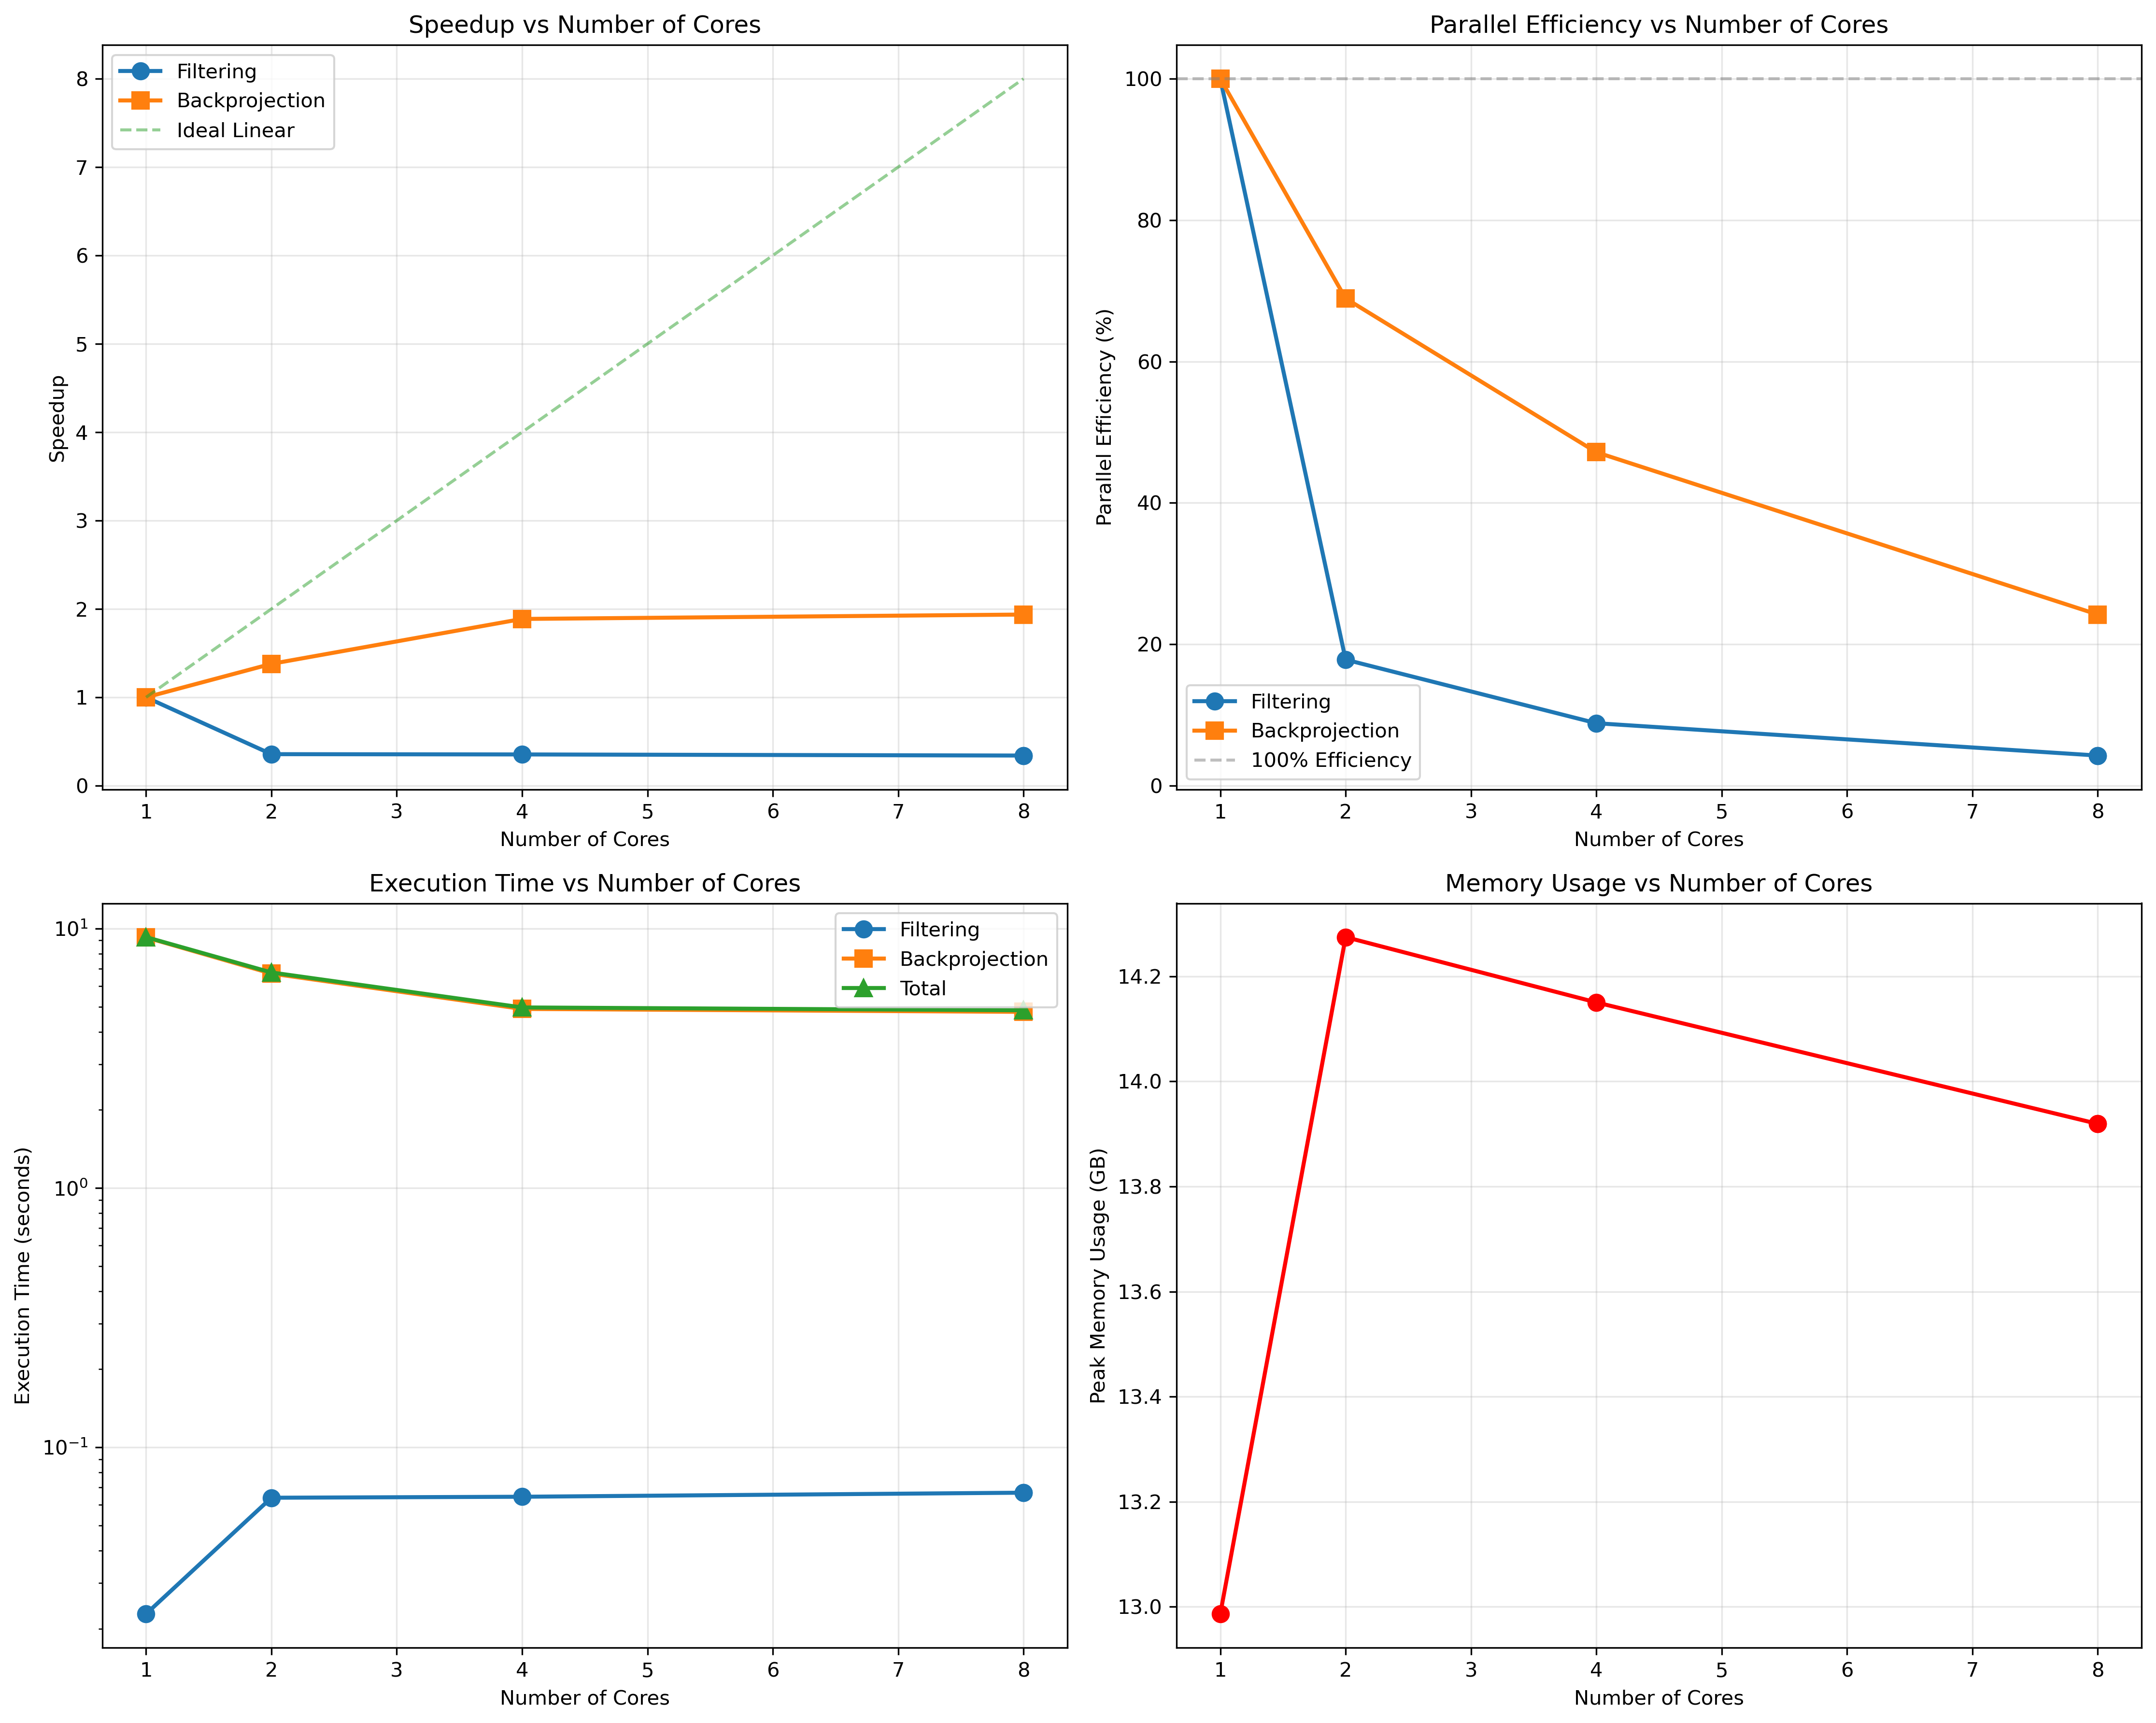 Speedup vs Number of Cores
Filtering
Backprojection
Ideal Linear
Speedup
8
7
6
5
4
3
2
1
0
1 2 3 4 5 6 7 8
Number of Cores
Parallel Efficiency vs Number of Cores
Parallel Efficiency (%)
100
80
60
40
20
0
Filtering
Backprojection
100% Efficiency
1 2 3 4 5 6 7 8
Number of Cores
Execution Time vs Number of Cores
Filtering
Backprojection
Total
Execution Time (seconds)
10¹
10⁰
10⁻¹
1 2 3 4 5 6 7 8
Number of Cores
Memory Usage vs Number of Cores
Peak Memory Usage (GB)
14.2
14.0
13.8
13.6
13.4
13.2
13.0
1 2 3 4 5 6 7 8
Number of Cores